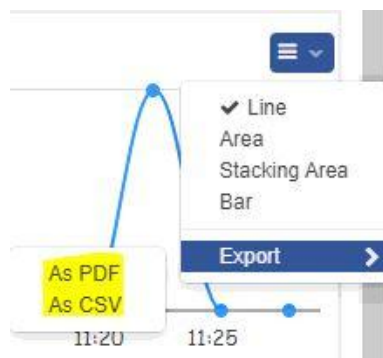 ✔ Line
Area
Stacking Area
Bar
Export
As PDF
As CSV
11:20 11:25